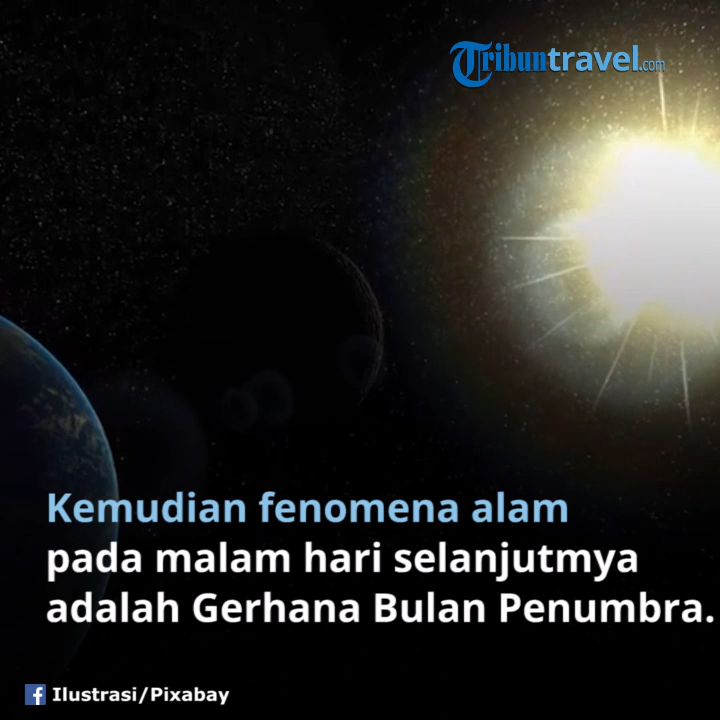 Tribuntravel.com
Kemudian fenomena alam
pada malam hari selanjutmya
adalah Gerhana Bulan Penumbra.
f Ilustrasi/Pixabay